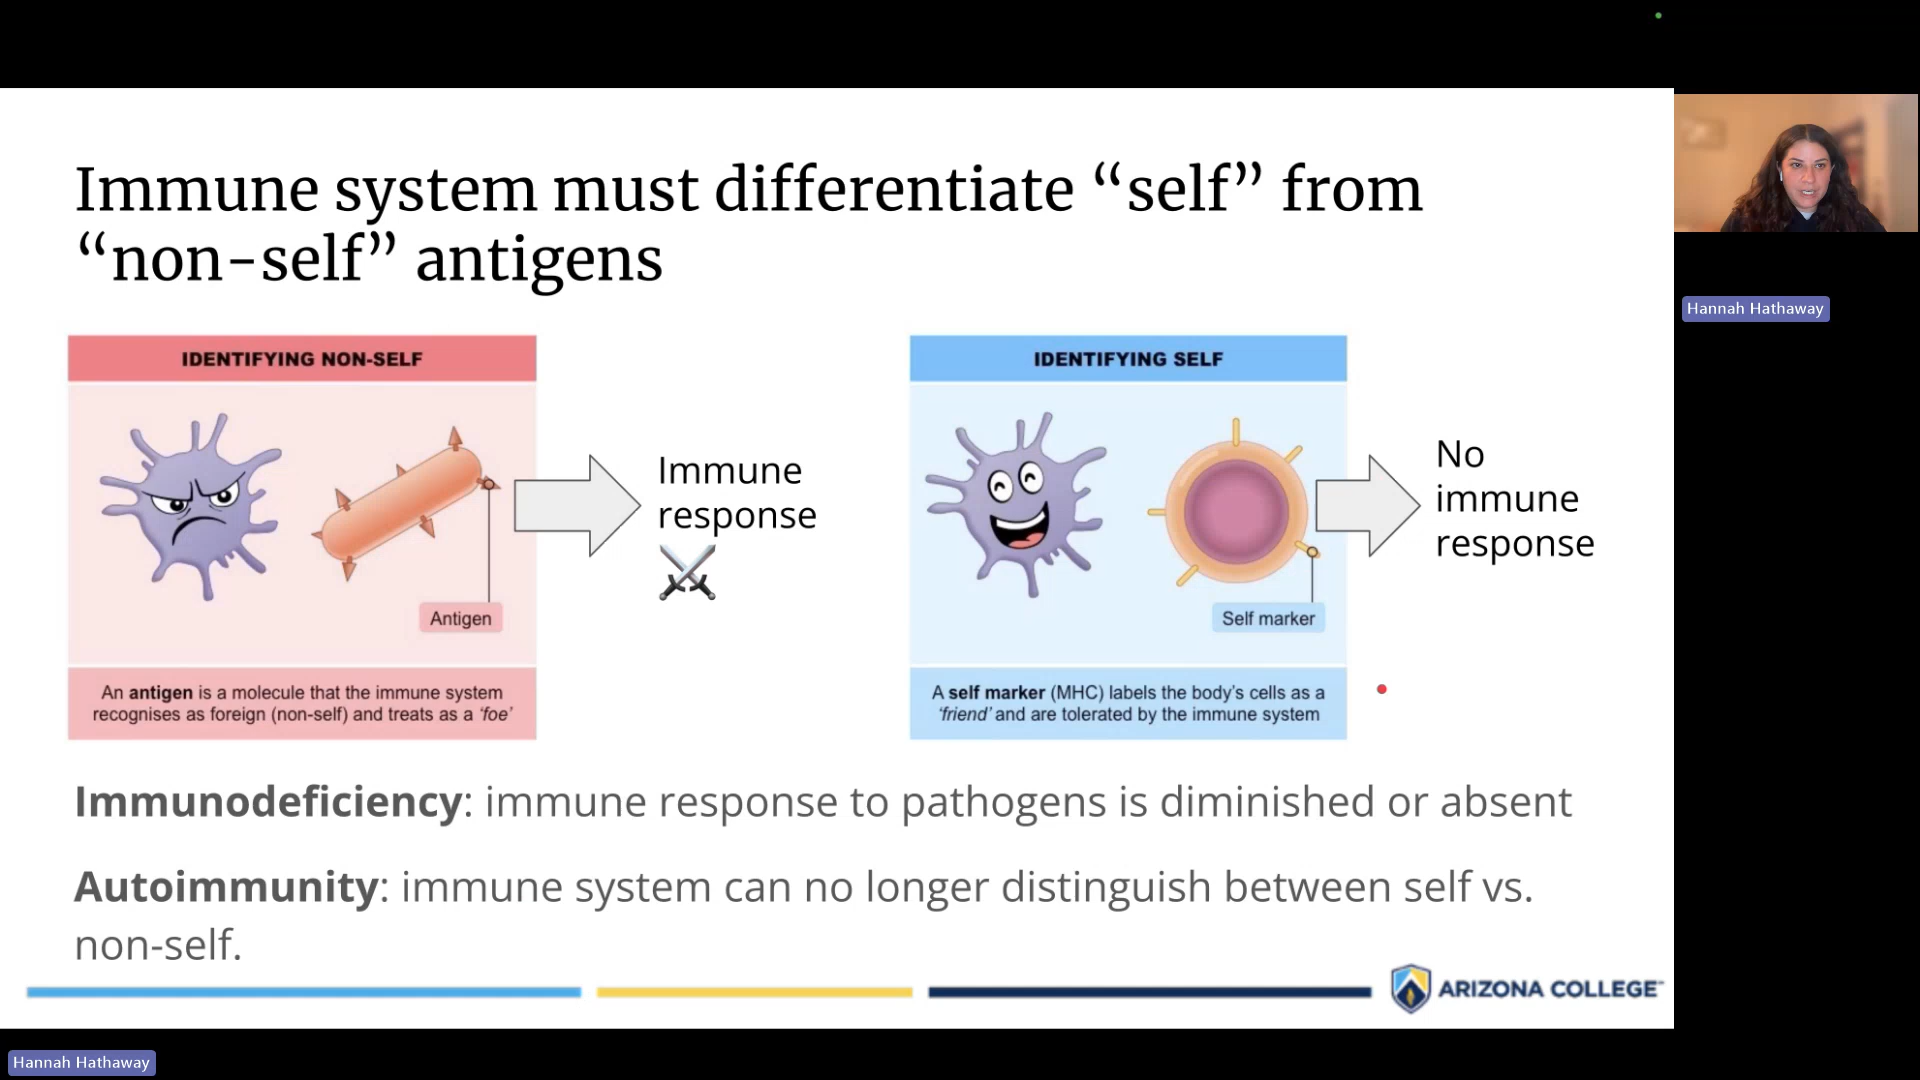 Immune system must differentiate “self” from
“non-self” antigens
IDENTIFYING NON-SELF
Antigen
An antigen is a molecule that the immune system
recognises as foreign (non-self) and treats as a ‘foe’
Immune
response
IDENTIFYING SELF
Self marker
A self marker (MHC) labels the body’s cells as a
‘friend’ and are tolerated by the immune system
No
immune
response
Immunodeficiency: immune response to pathogens is diminished or absent
Autoimmunity: immune system can no longer distinguish between self vs.
non-self.
ARIZONA COLLEGE
Hannah Hathaway
Hannah Hathaway